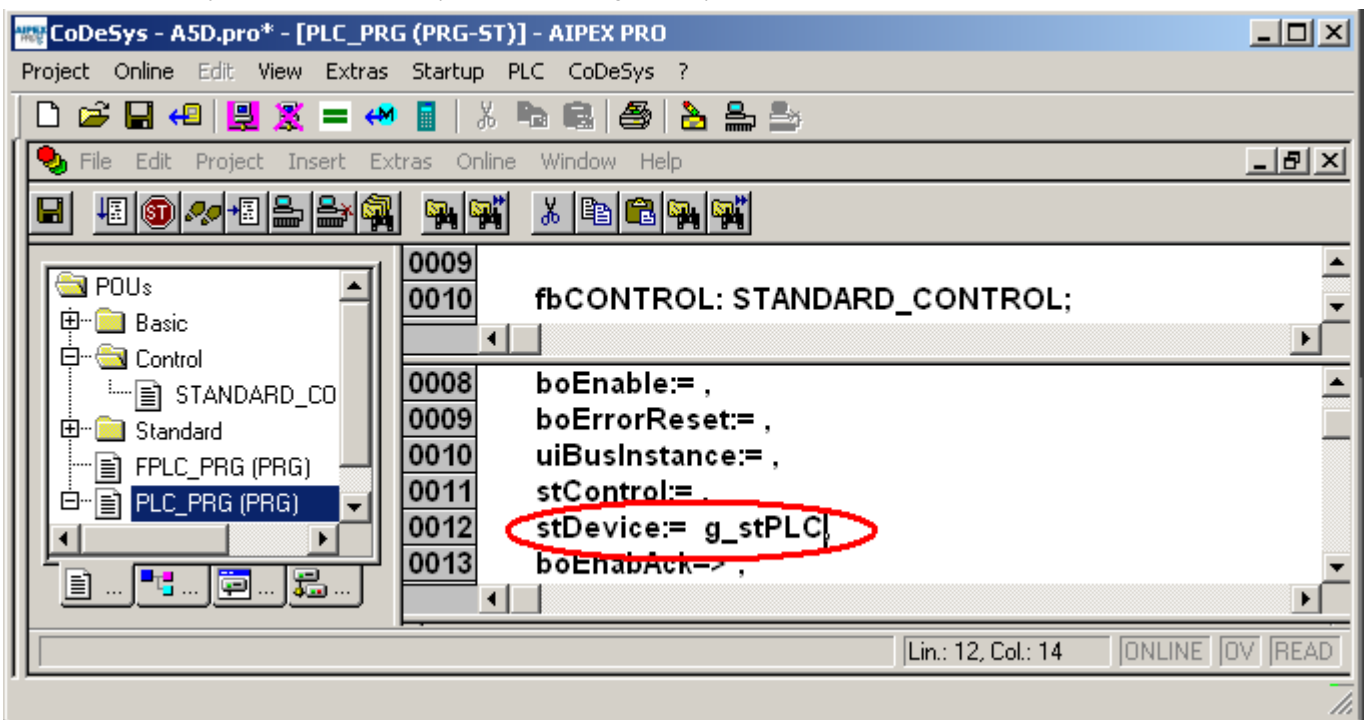 CoDeSys - A5D.pro* - [PLC_PRG (PRG-ST)] - AIPEX PRO
Project Online Edit View Extras Startup PLC CoDeSys ?
File Edit Project Insert Extras Online Window Help
POUs
Basic
Control
STANDARD_CO
Standard
FPLC_PRG (PRG)
PLC_PRG (PRG)
... ... ... ...
0009
0010 fbCONTROL: STANDARD_CONTROL;
0008 boEnable:= ,
0009 boErrorReset:= ,
0010 uiBusInstance:= ,
0011 stControl:= ,
0012 stDevice:= g_stPLC,
0013 boEnabAck=> ,
Lin.: 12, Col.: 14 ONLINE OV READ